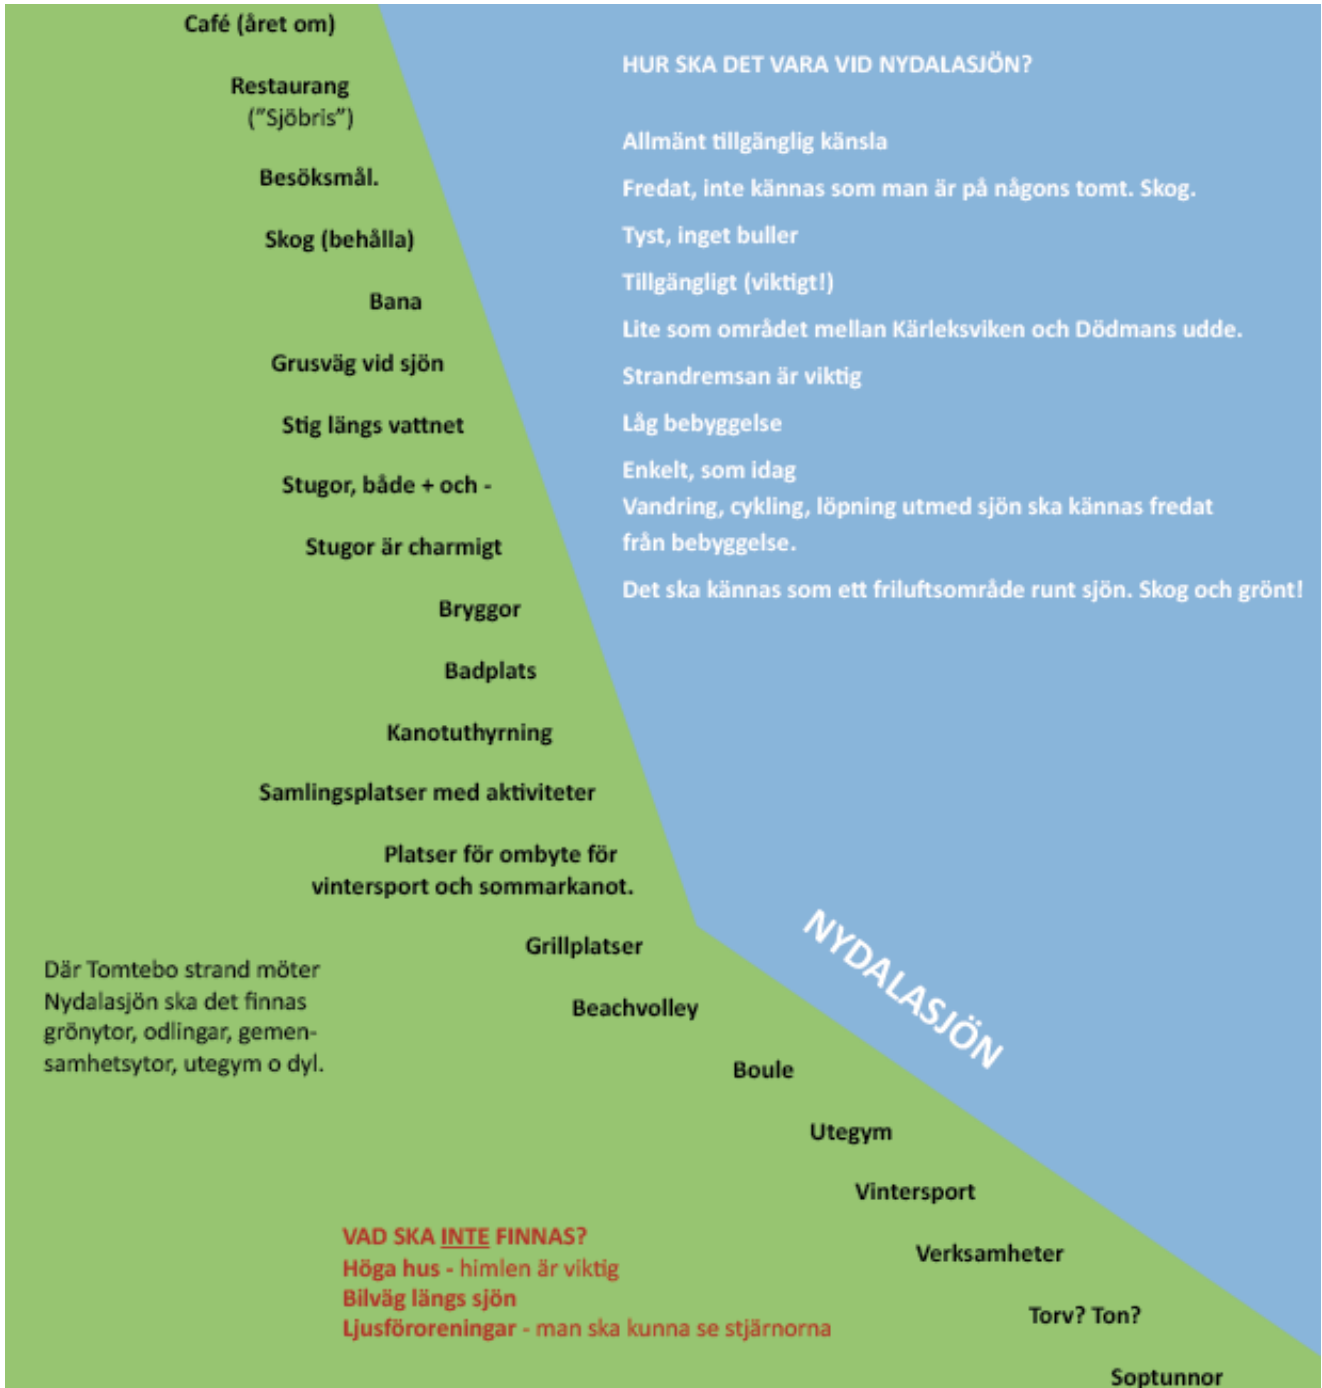 Café (året om)
Restaurang
("Sjöbris")
Besöksmål.
Skog (behålla)
Bana
Grusväg vid sjön
Stig längs vattnet
Stugor, både + och -
Stugor är charmigt
Bryggor
Badplats
Kanotuthyrning
Samlingsplatser med aktiviteter
Platser för ombyte för
vintersport och sommarkanot.
Grillplatser
Beachvolley
Boule
Utegym
Vintersport
Verksamheter
Torv? Ton?
Soptunnor
HUR SKA DET VARA VID NYDALASJÖN?
Allmänt tillgänglig känsla
Fredat, inte kännas som man är på någons tomt. Skog.
Tyst, inget buller
Tillgängligt (viktigt!)
Lite som området mellan Kärleksviken och Dödmans udde.
Strandremsan är viktig
Låg bebyggelse
Enkelt, som idag
Vandring, cykling, löpning utmed sjön ska kännas fredat
från bebyggelse.
Det ska kännas som ett friluftsområde runt sjön. Skog och grönt!
NYDALASJÖN
Där Tomtebo strand möter
Nydalasjön ska det finnas
grönytor, odlingar, gemen-
samhetsytor, utegym o dyl.
VAD SKA INTE FINNAS?
Höga hus - himlen är viktig
Bilväg längs sjön
Ljusföroreningar - man ska kunna se stjärnorna